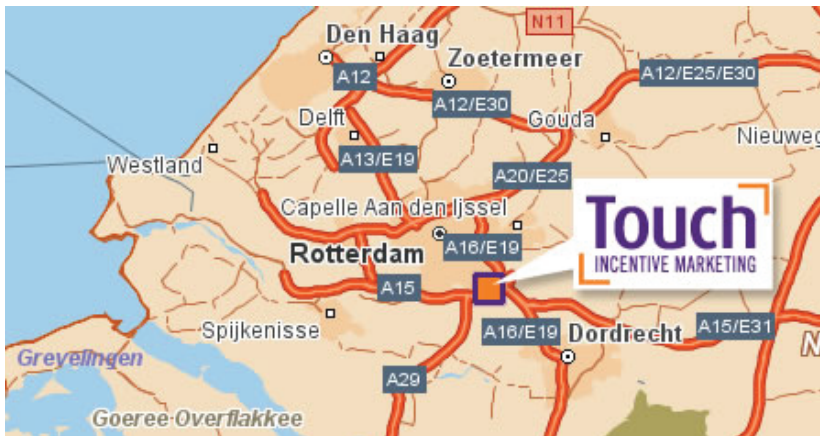 N11
Den Haag
Zoetermeer
A12
A12/E25/E30
A12/E30
Delft
Gouda
Nieuweg
A13/E19
Westland
A20/E25
Capelle Aan den Ijssel
Touch
INCENTIVE MARKETING
A16/E19
Rotterdam
A15
Spijkenisse
A16/E19
Dordrecht
A15/E31
N
Grevelingen
A29
Goeree Overflakkee